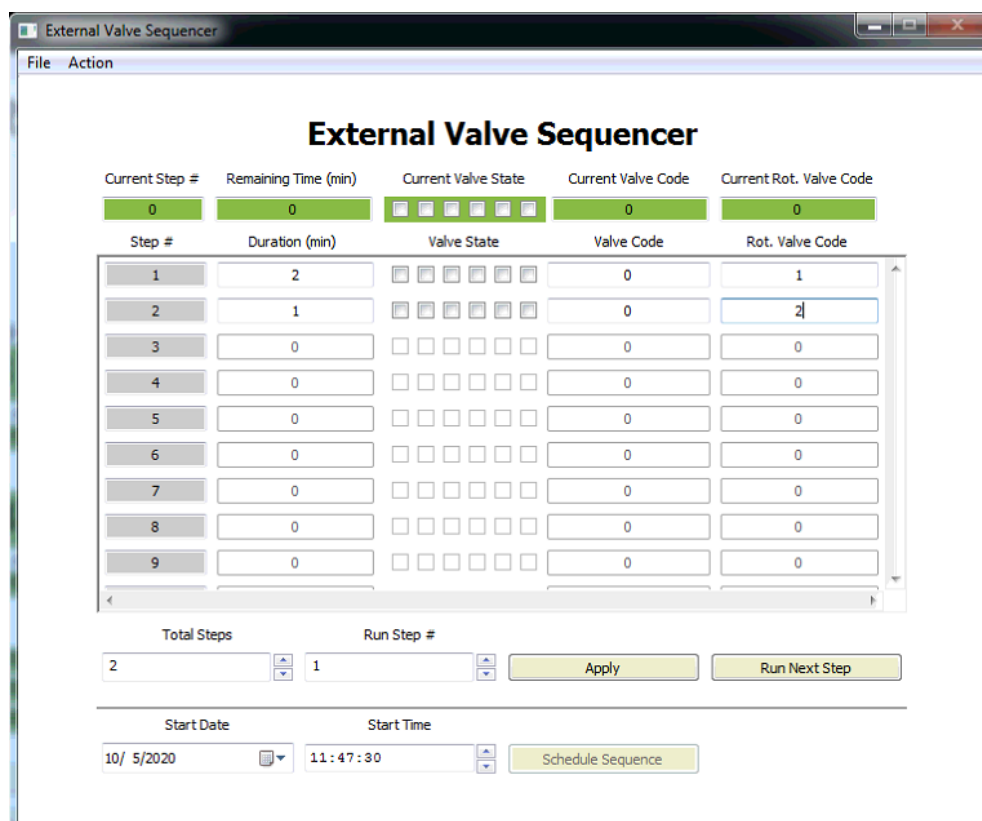 External Valve Sequencer
File Action
External Valve Sequencer
Current Step # Remaining Time (min) Current Valve State Current Valve Code Current Rot. Valve Code
0 0 0 0
Step # Duration (min) Valve State Valve Code Rot. Valve Code
1 2 0 1
2 1 0 2
3 0 0 0
4 0 0 0
5 0 0 0
6 0 0 0
7 0 0 0
8 0 0 0
9 0 0 0
Total Steps Run Step #
2 1 Apply Run Next Step
Start Date Start Time
10/ 5/2020 11:47:30 Schedule Sequence